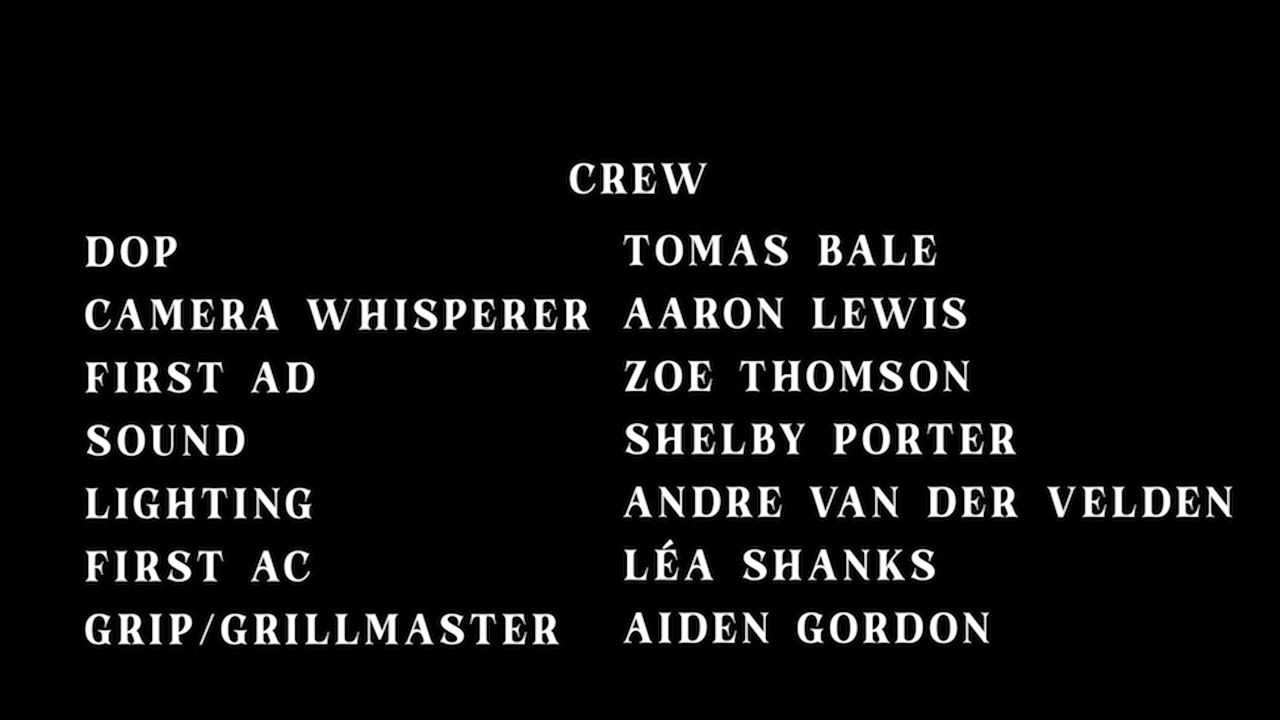 CREW
DOP TOMAS BALE
CAMERA WHISPERER AARON LEWIS
FIRST AD ZOE THOMSON
SOUND SHELBY PORTER
LIGHTING ANDRE VAN DER VELDEN
FIRST AC LÉA SHANKS
GRIP/GRILLMASTER AIDEN GORDON